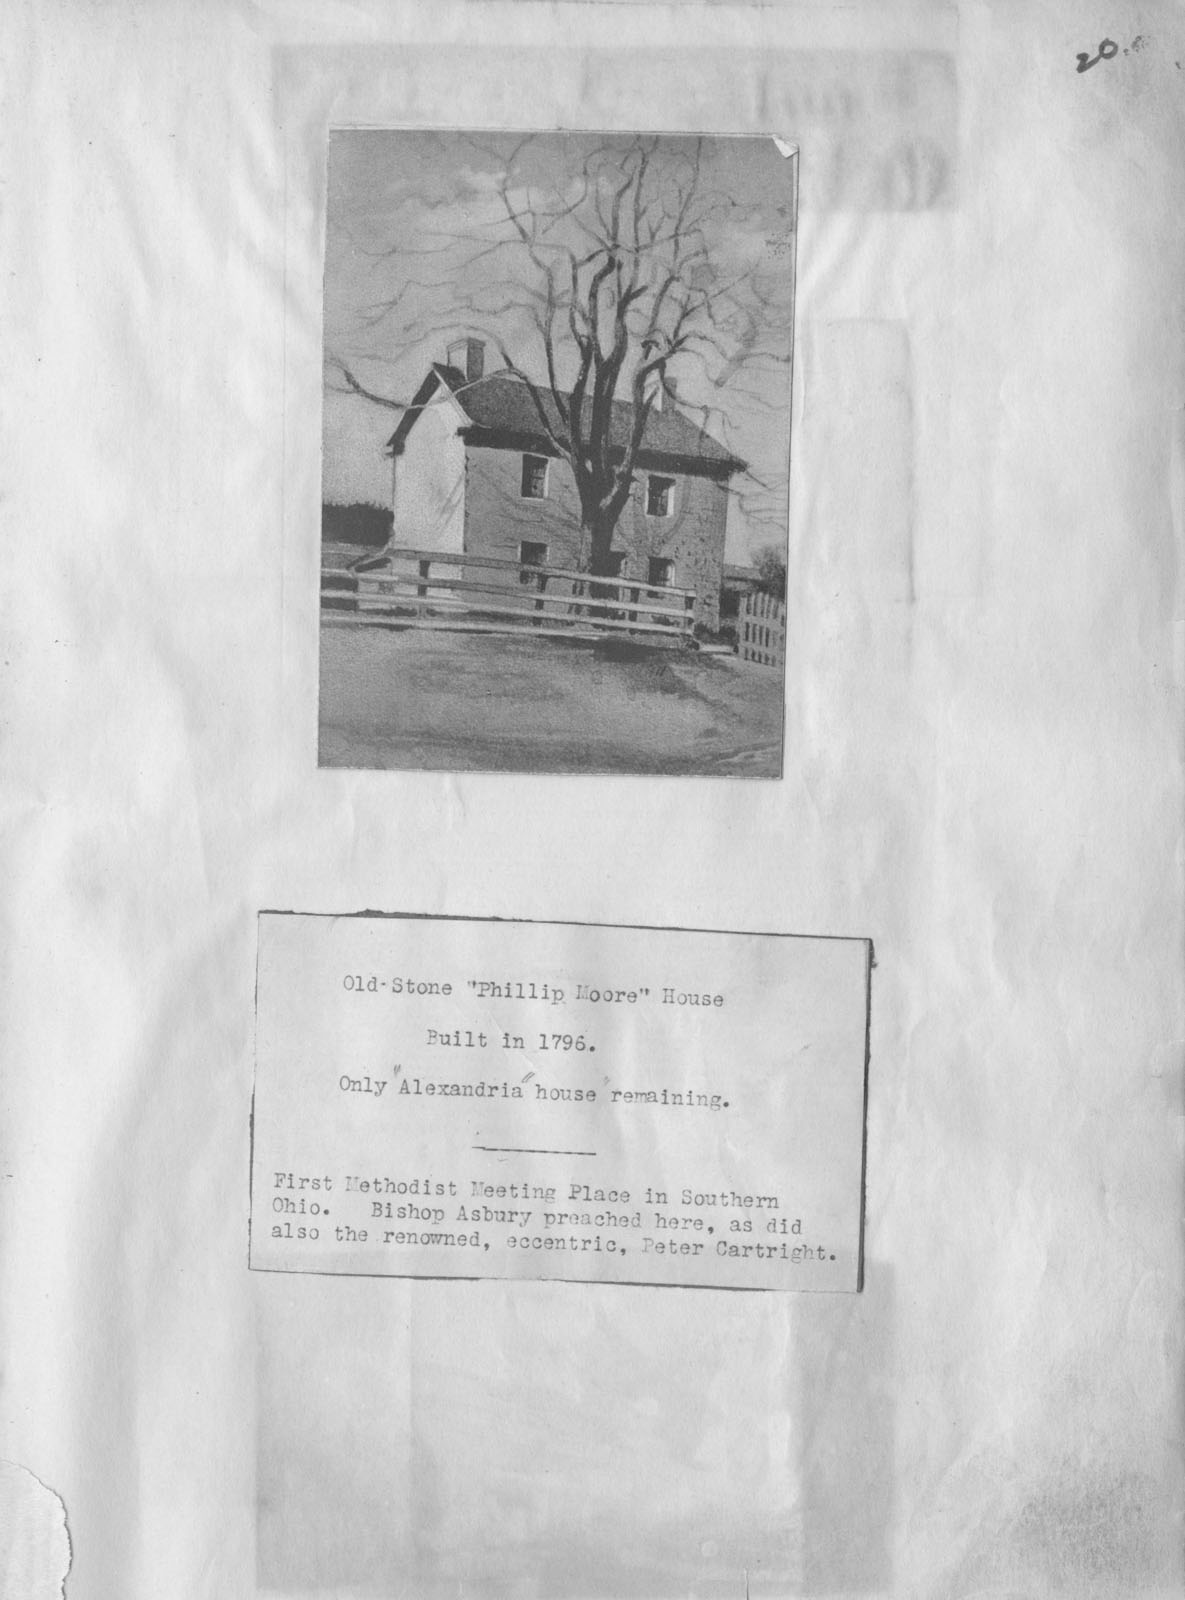 20.
Old-Stone "Phillip Moore" House
Built in 1796.
Only "Alexandria" house "remaining.
First Methodist Meeting Place in Southern
Ohio.  Bishop Asbury preached here, as did
also the renowned, eccentric, Peter Cartright.